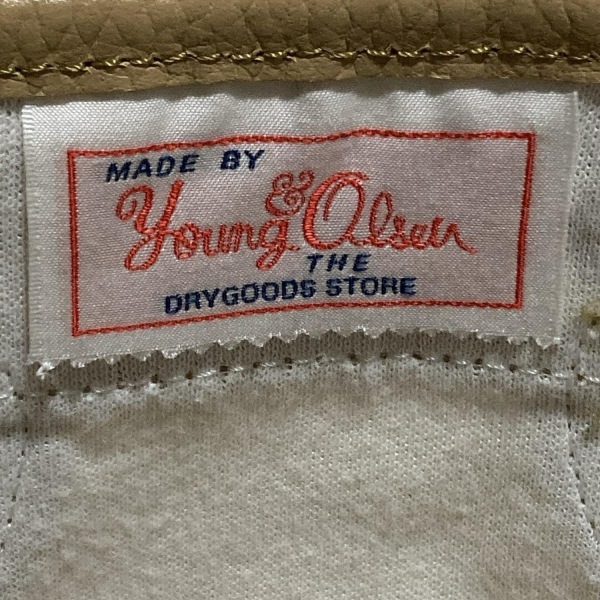 MADE BY
Young & Olsen
THE
DRYGOODS STORE